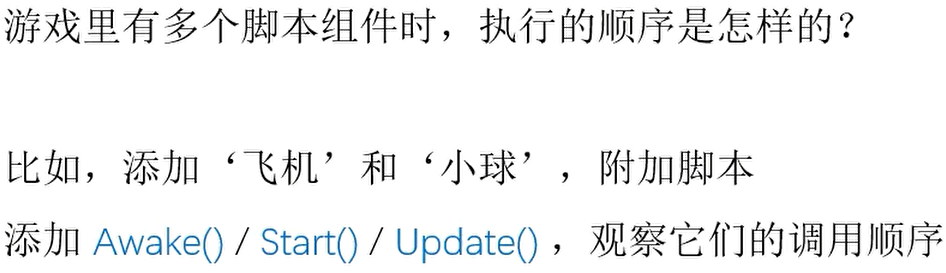 游戏里有多个脚本组件时，执行的顺序是怎样的？
比如，添加‘飞机’和‘小球’，附加脚本
添加 Awake() / Start() / Update() ，观察它们的调用顺序